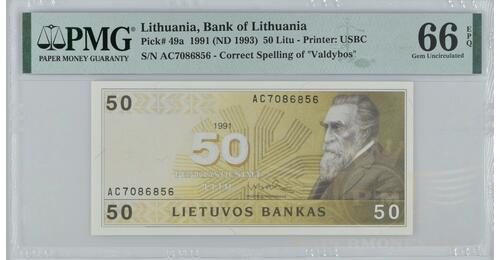 PMG
PAPER MONEY GUARANTY
Lithuania, Bank of Lithuania
Pick# 49a 1991 (ND 1993) 50 Litu - Printer: USBC
S/N AC7086856 - Correct Spelling of "Valdybos"
66 EPQ
Gem Uncirculated
50
AC7086856
1991
50
AC7086856
50
LIETUVOS BANKAS
50